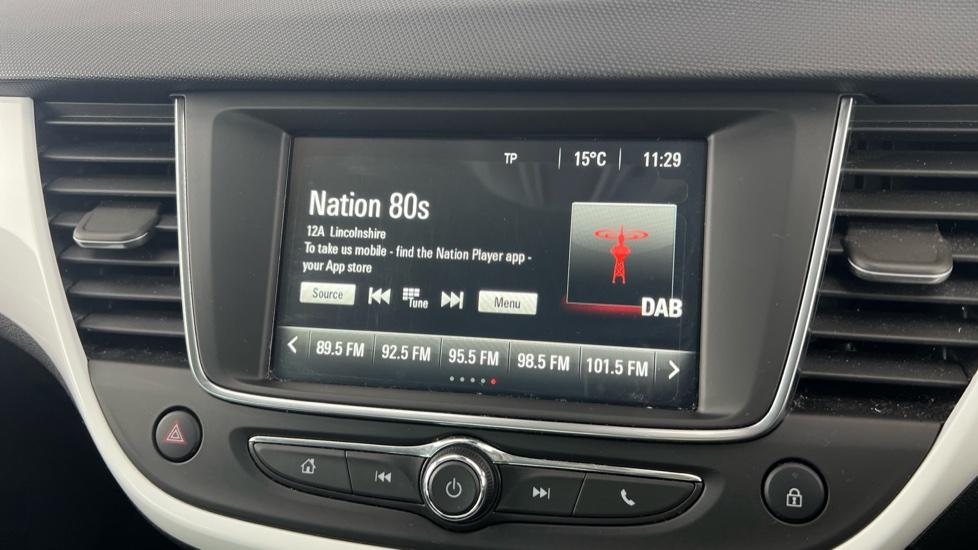 TP 15°C 11:29
Nation 80s
12A Lincolnshire
To take us mobile - find the Nation Player app -
your App store
Source Tune Menu
DAB
89.5 FM 92.5 FM 95.5 FM 98.5 FM 101.5 FM